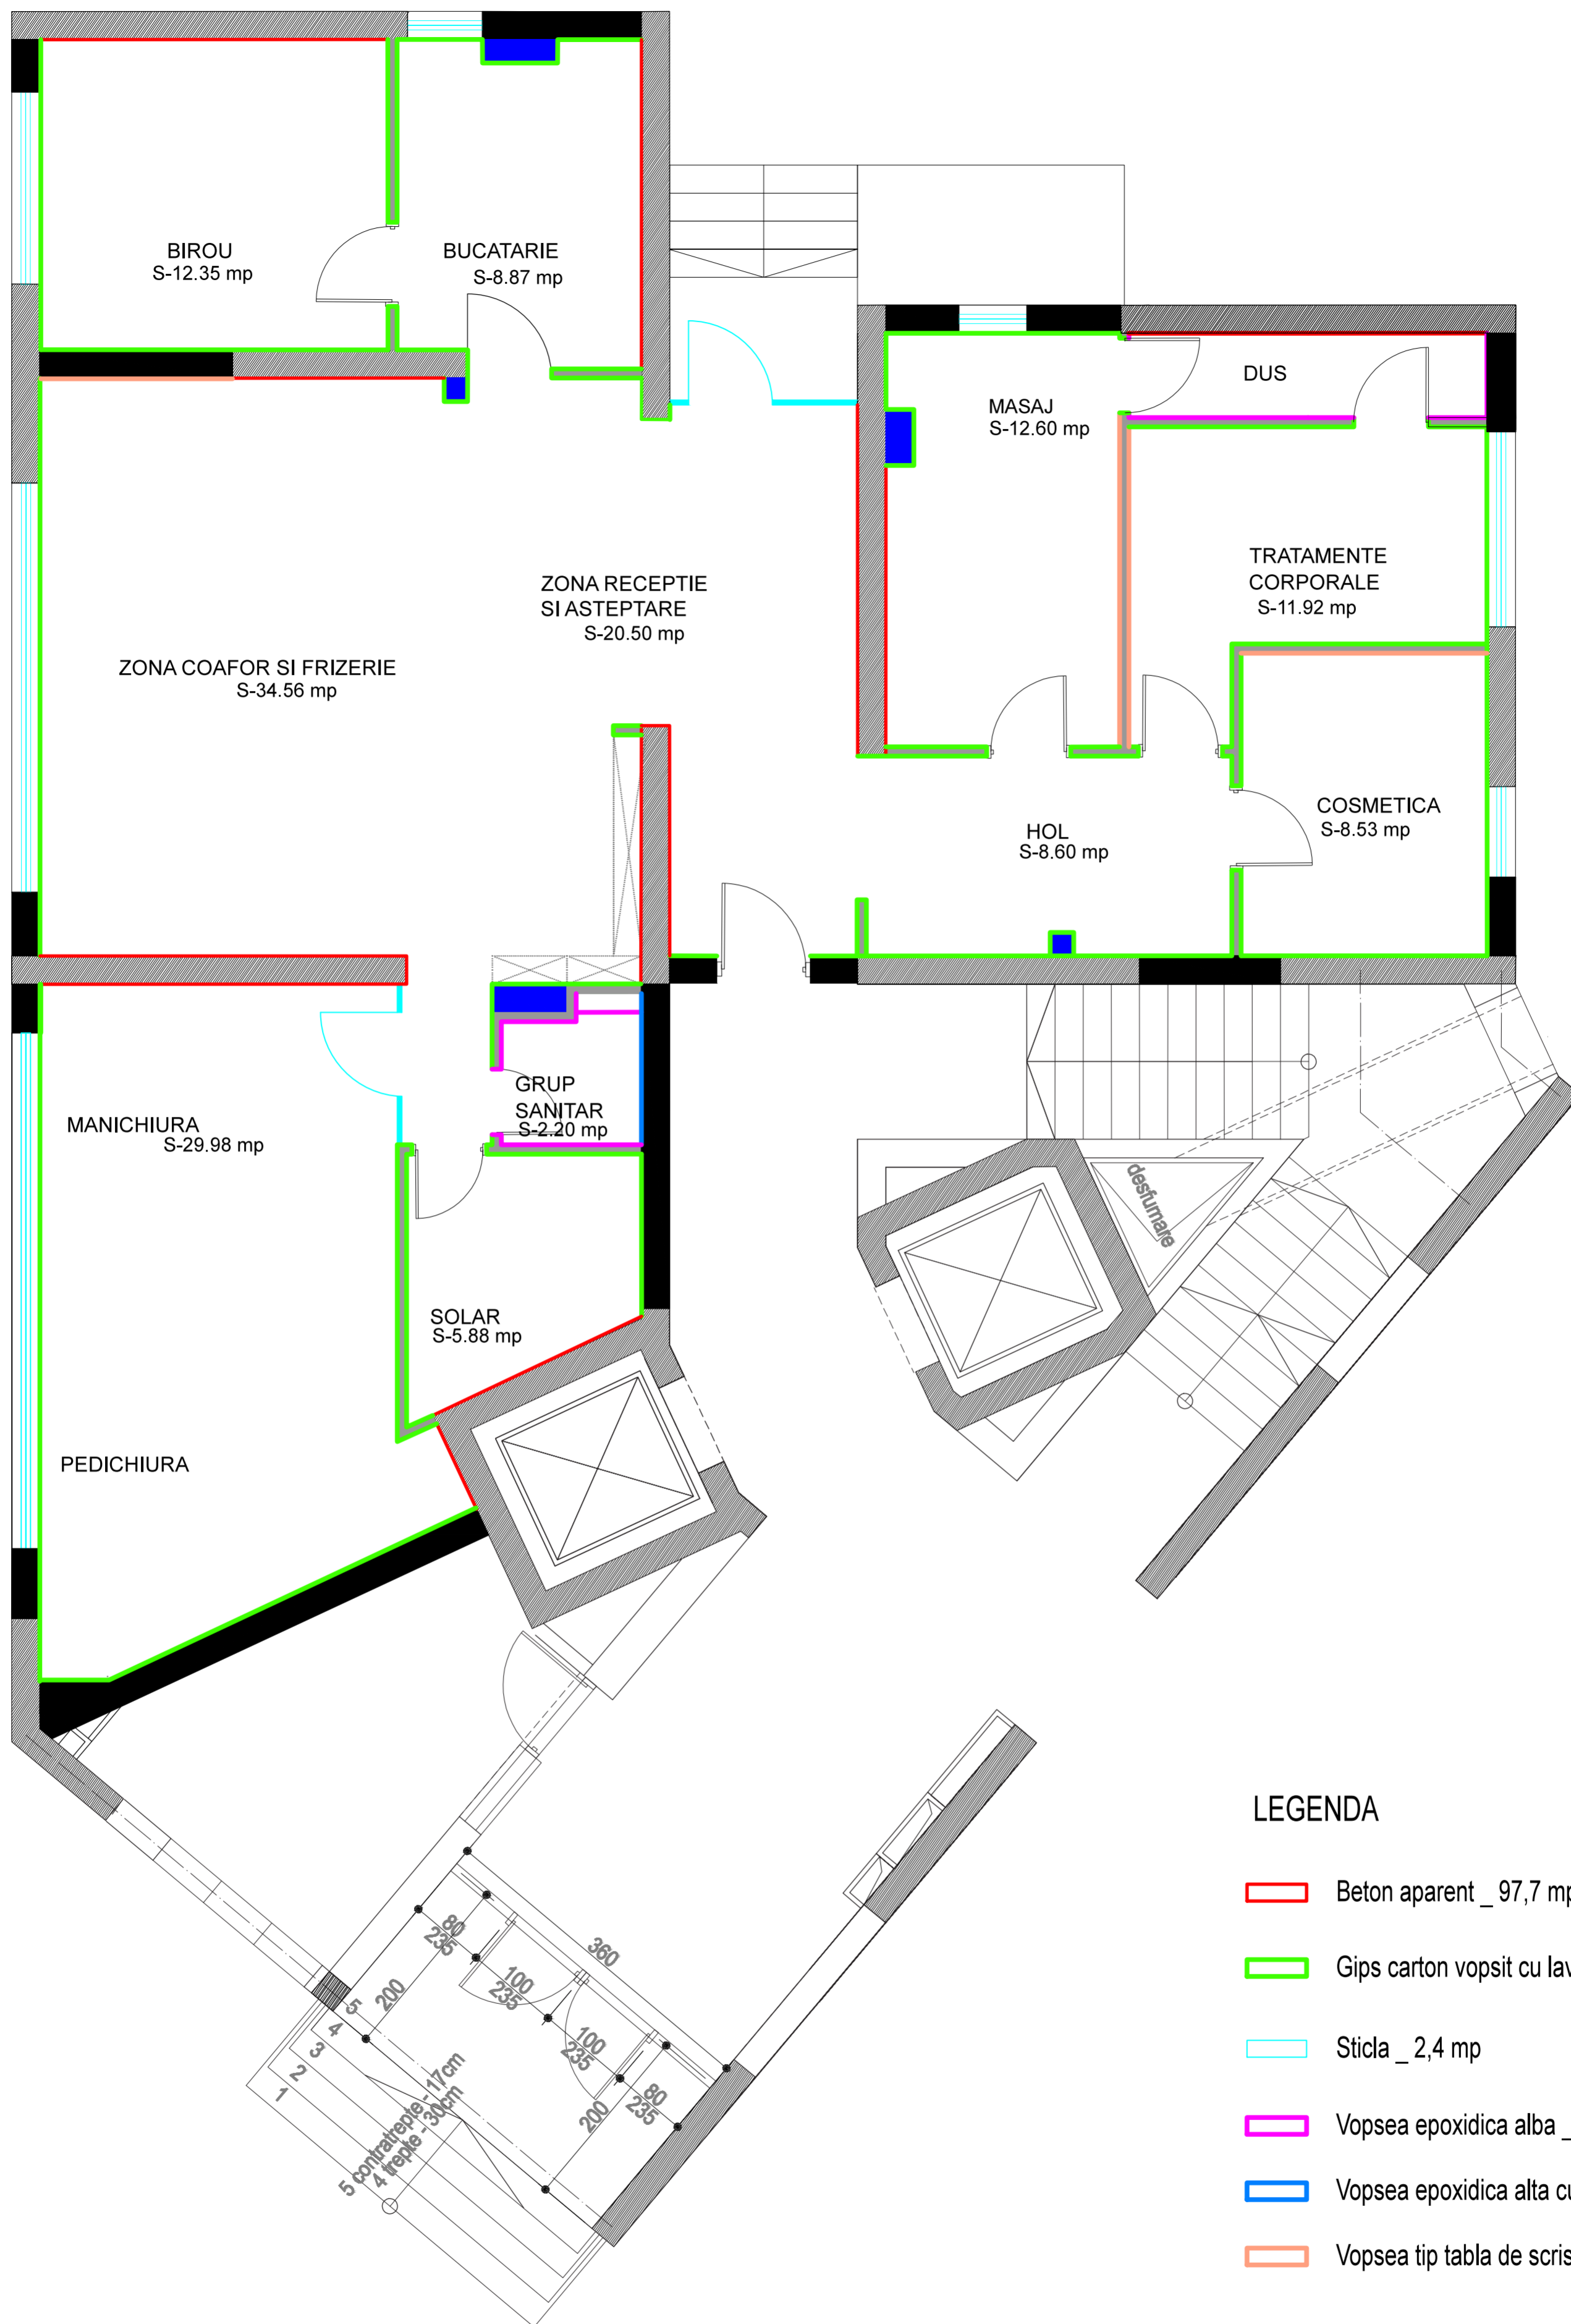 BIROU
S-12.35 mp
BUCATARIE
S-8.87 mp
DUS
MASAJ
S-12.60 mp
TRATAMENTE
CORPORALE
S-11.92 mp
ZONA RECEPTIE
SI ASTEPTARE
S-20.50 mp
ZONA COAFOR SI FRIZERIE
S-34.56 mp
COSMETICA
S-8.53 mp
HOL
S-8.60 mp
GRUP
SANITAR
S-2.20 mp
MANICHIURA
S-29.98 mp
desfumare
SOLAR
S-5.88 mp
PEDICHIURA
LEGENDA
Beton aparent _ 97,7 mp
Gips carton vopsit cu lav
Sticla _ 2,4 mp
Vopsea epoxidica alba _
Vopsea epoxidica alta cu
Vopsea tip tabla de scris
360
80
235
100
235
100
235
80
235
200
200
5
4
3
2
1
5 contratrepte - 17cm
4 trepte - 30cm